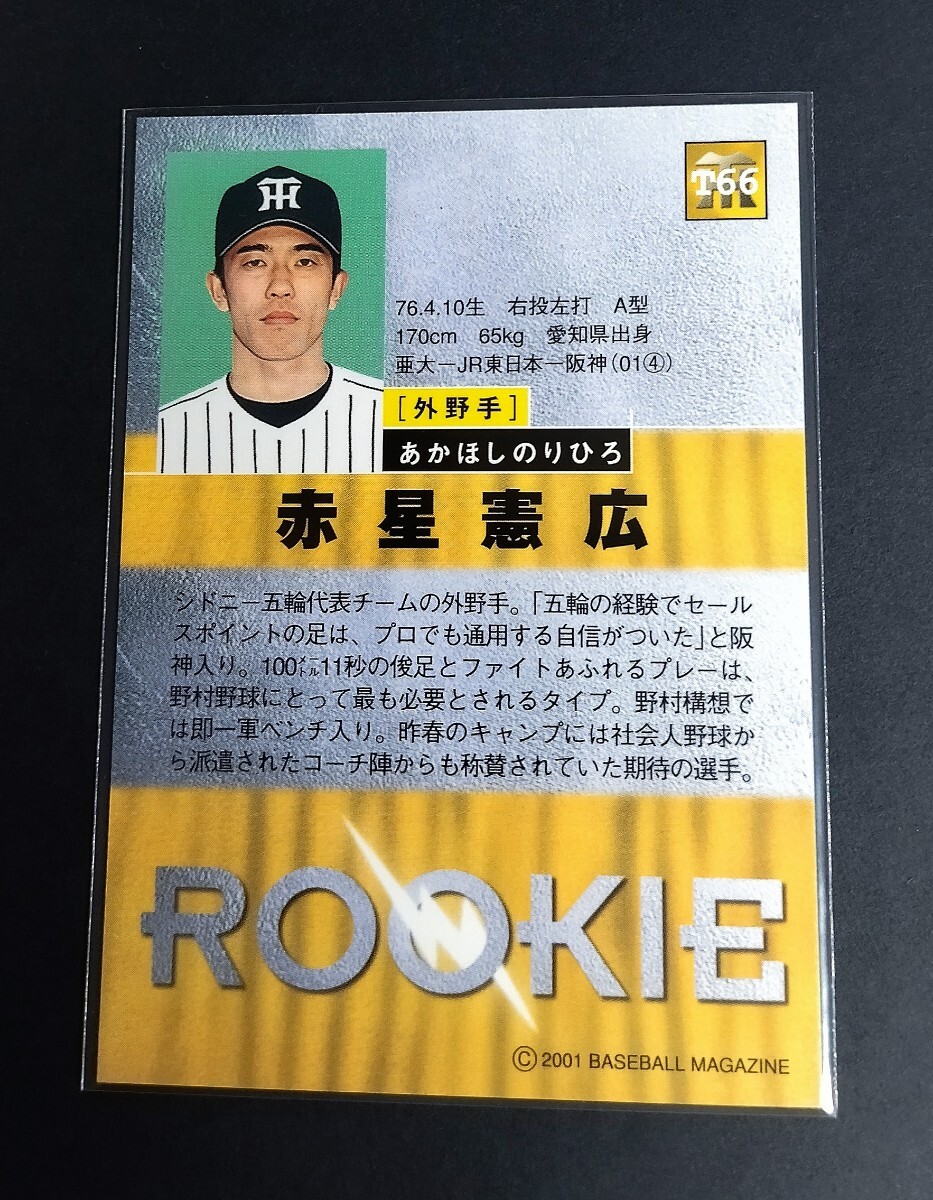 T66
76.4.10生 右投左打 A型
170cm 65kg 愛知県出身
亜大ーJR東日本ー阪神(01④)
[外野手]
あかほしのりひろ
赤星憲広
シドニー五輪代表チームの外野手。「五輪の経験でセール
スポイントの足は、プロでも通用する自信がついた」と阪
神入り。100㍍11秒の俊足とファイトあふれるプレーは、
野村野球にとって最も必要とされるタイプ。野村構想で
は即一軍ベンチ入り。昨春のキャンプには社会人野球か
ら派遣されたコーチ陣からも称賛されていた期待の選手。
ROOKIE
© 2001 BASEBALL MAGAZINE